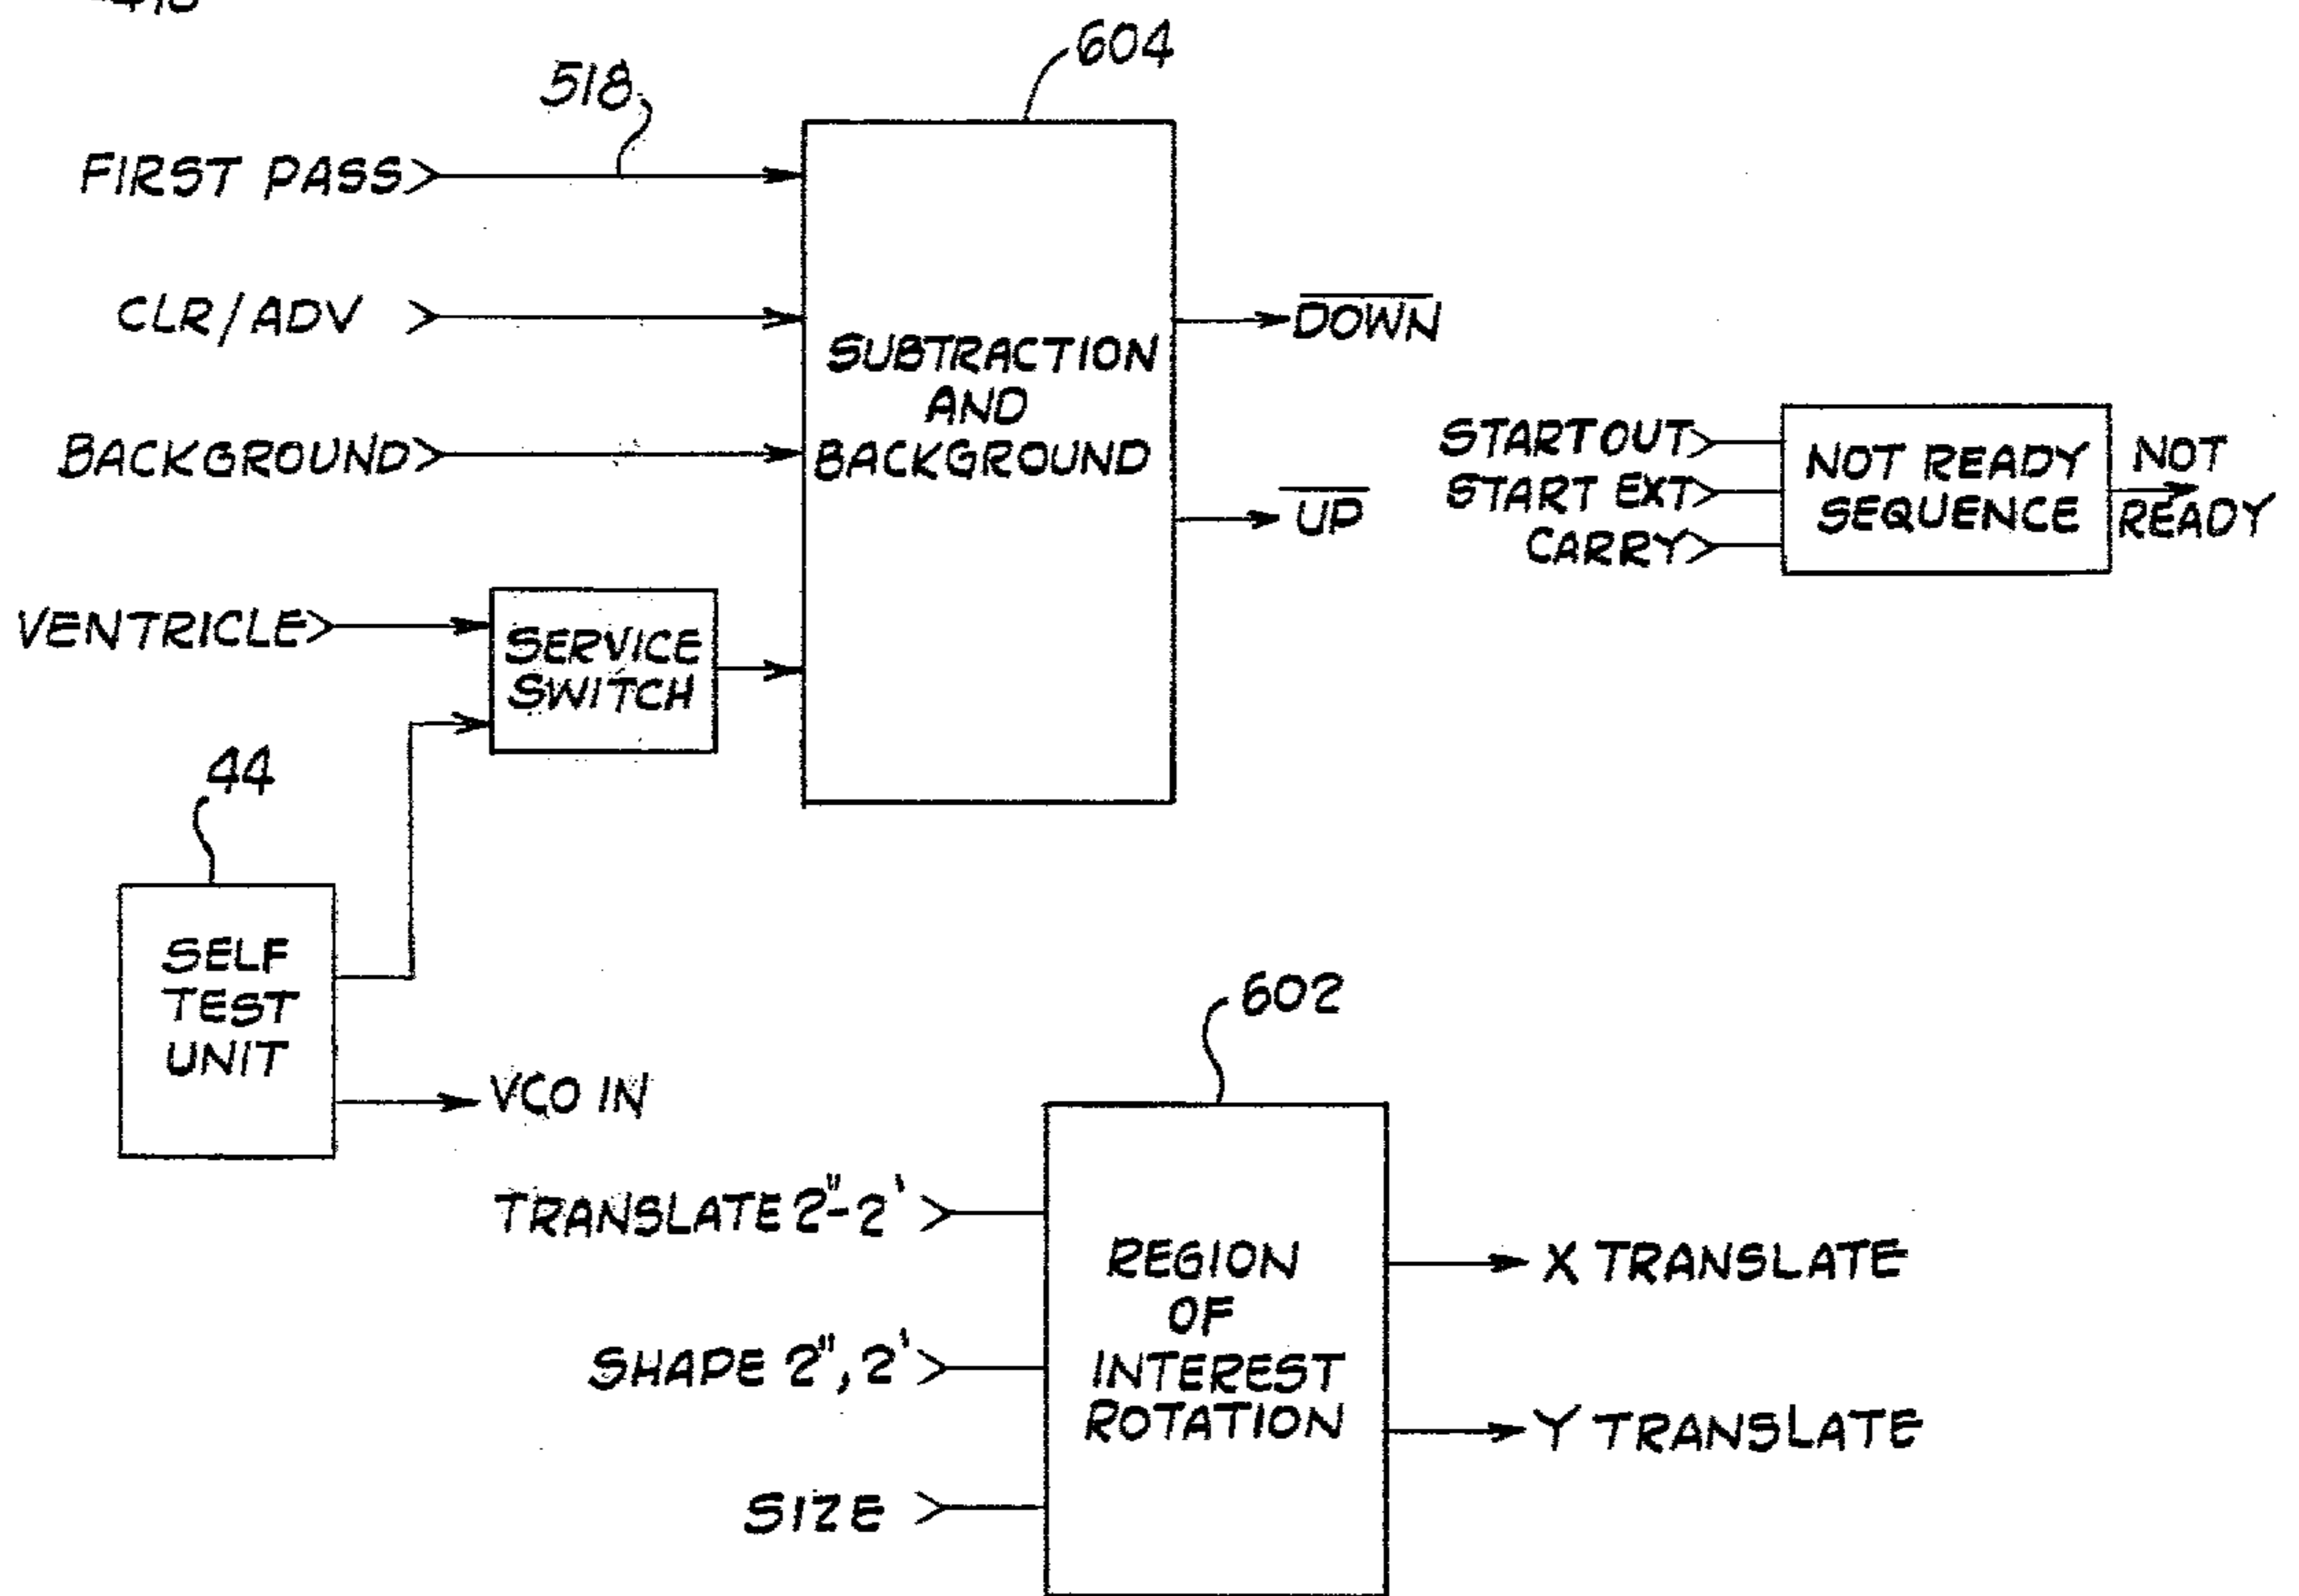 604
518
FIRST PASS
CLR/ADV
SUBTRACTION
AND
BACKGROUND
DOWN
UP
BACKGROUND
STARTOUT
START EXT
CARRY
NOT READY
SEQUENCE
NOT
READY
VENTRICLE
SERVICE
SWITCH
44
SELF
TEST
UNIT
VCO IN
602
TRANSLATE 2"-2'
SHAPE 2", 2'
SIZE
REGION
OF
INTEREST
ROTATION
X TRANSLATE
Y TRANSLATE